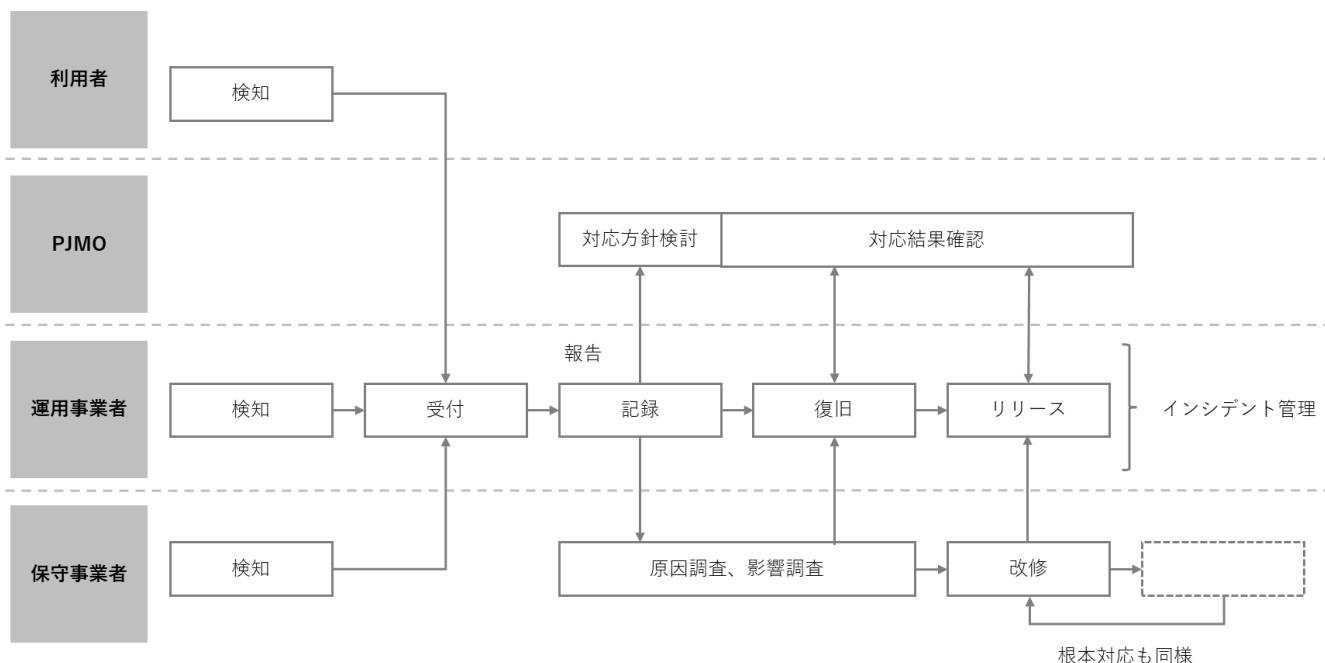 利用者
検知
PJMO
対応方針検討
対応結果確認
報告
運用事業者
検知
受付
記録
復旧
リリース
インシデント管理
保守事業者
検知
原因調査、影響調査
改修
根本対応も同様